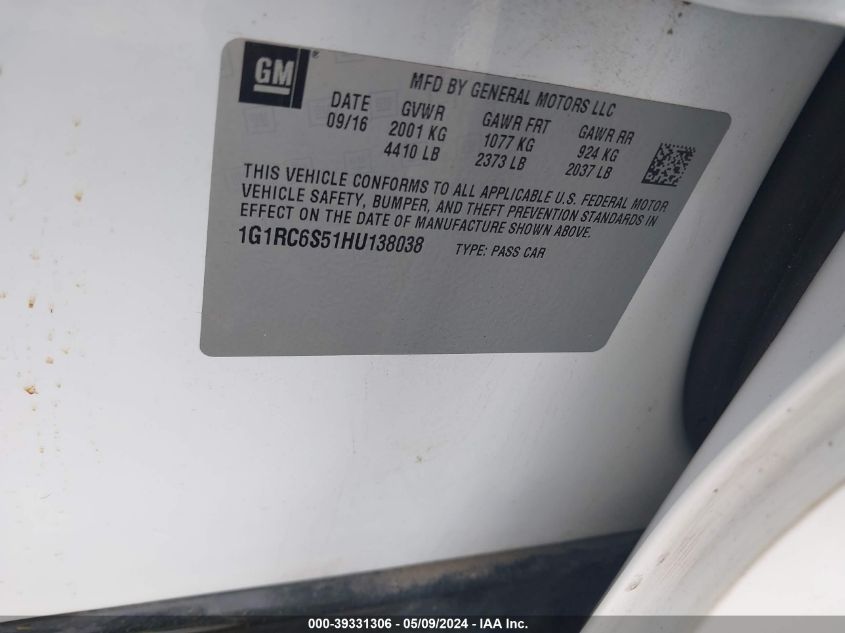 GM®
MFD BY GENERAL MOTORS LLC
DATE GVWR GAWR FRT GAWR RR
09/16 2001 KG 1077 KG 924 KG
4410 LB 2373 LB 2037 LB
THIS VEHICLE CONFORMS TO ALL APPLICABLE U.S. FEDERAL MOTOR
VEHICLE SAFETY, BUMPER, AND THEFT PREVENTION STANDARDS IN
EFFECT ON THE DATE OF MANUFACTURE SHOWN ABOVE.
1G1RC6S51HU138038 TYPE: PASS CAR
000-39331306 - 05/09/2024 - IAA Inc.